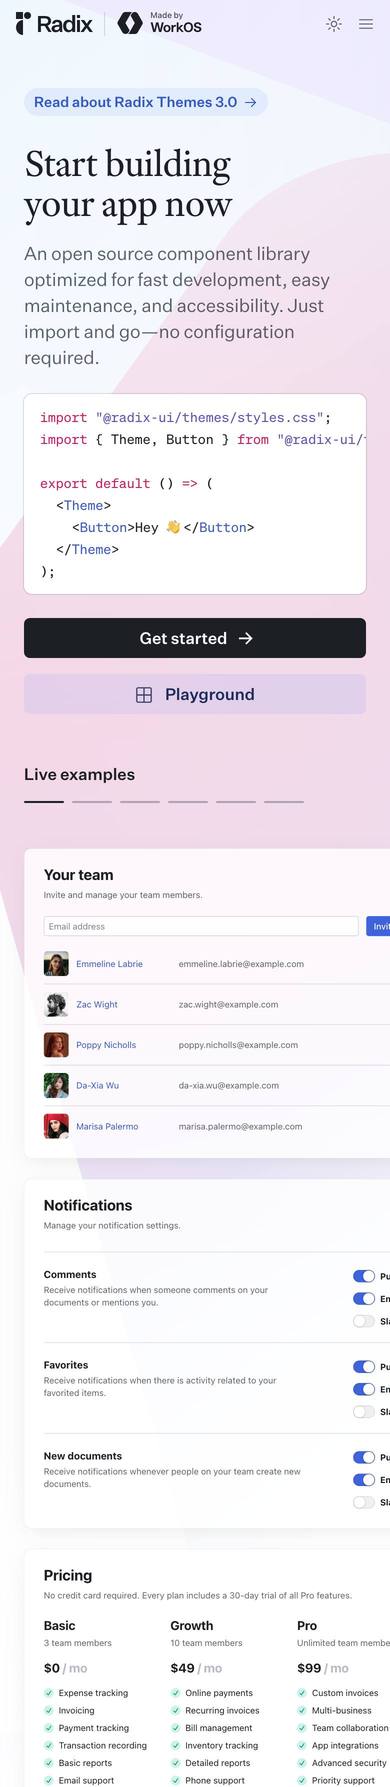 Radix
Made by
WorkOS
Read about Radix Themes 3.0 →
Start building
your app now
An open source component library
optimized for fast development, easy
maintenance, and accessibility. Just
import and go—no configuration
required.
import "@radix-ui/themes/styles.css";
import { Theme, Button } from "@radix-ui/
export default () => (
<Theme>
<Button>Hey 👋 </Button>
</Theme>
);
Get started →
Playground
Live examples
Your team
Invite and manage your team members.
Email address
Emmeline Labrie emmeline.labrie@example.com
Zac Wight zac.wight@example.com
Poppy Nicholls poppy.nicholls@example.com
Da-Xia Wu da-xia.wu@example.com
Marisa Palermo marisa.palermo@example.com
Notifications
Manage your notification settings.
Comments
Receive notifications when someone comments on your
documents or mentions you.
Favorites
Receive notifications when there is activity related to your
favorited items.
New documents
Receive notifications whenever people on your team create new
documents.
Pricing
No credit card required. Every plan includes a 30-day trial of all Pro features.
Basic Growth Pro
3 team members 10 team members Unlimited team
$0 / mo $49 / mo $99 / mo
Expense tracking Online payments Custom invoices
Invoicing Recurring invoices Multi-business
Payment tracking Bill management Team collaboration
Transaction recording Inventory tracking App integrations
Basic reports Detailed reports Advanced security
Email support Phone support Priority support